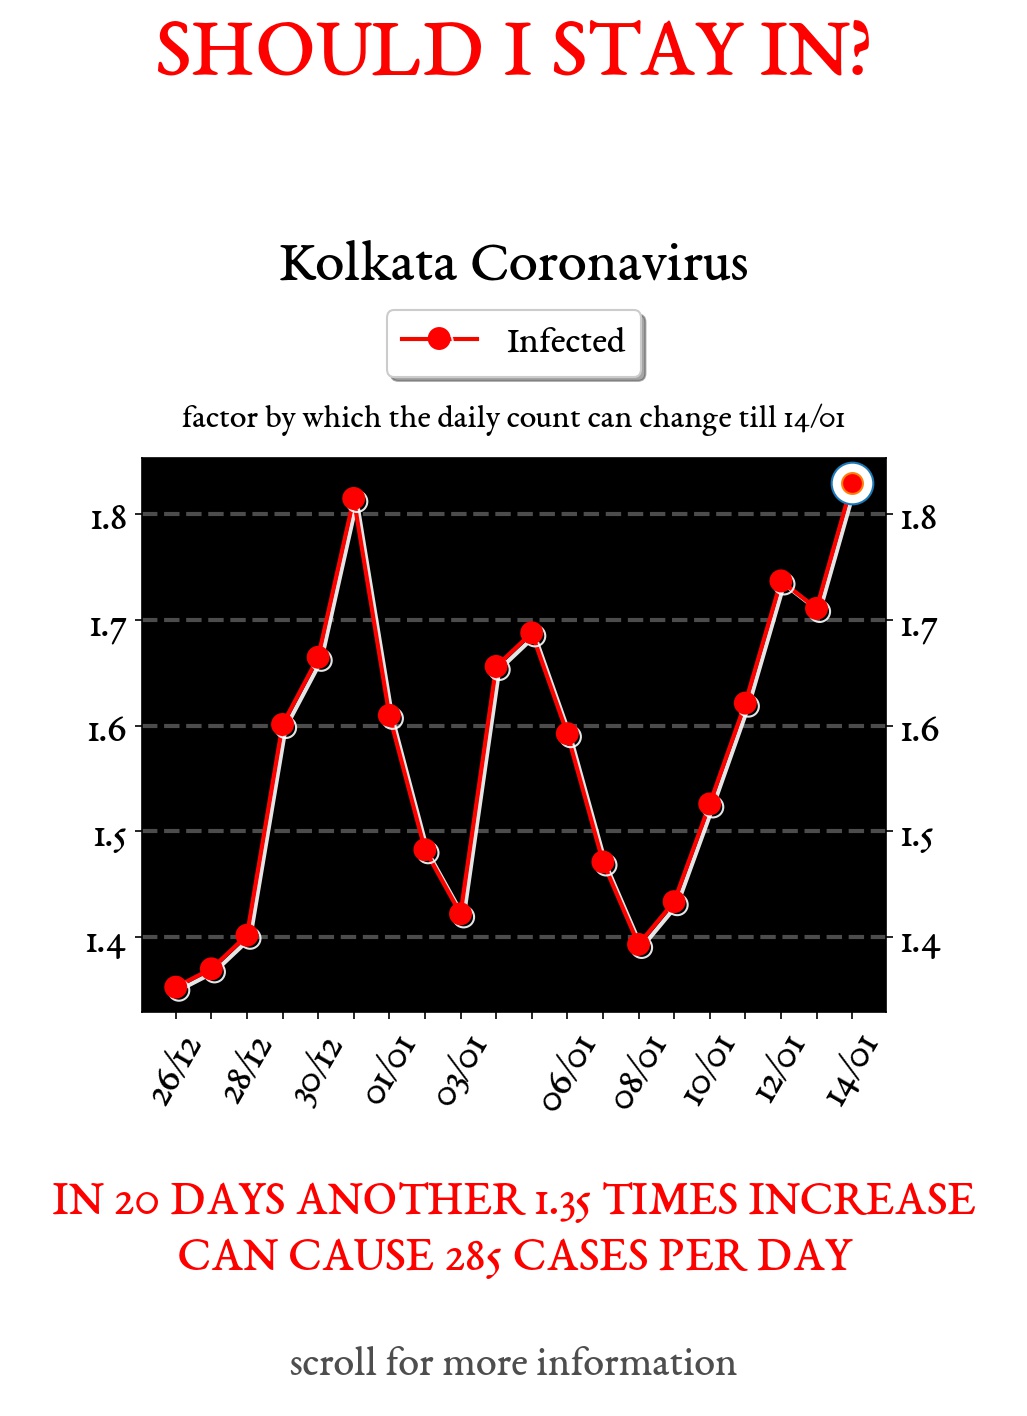 SHOULD I STAY IN?
Kolkata Coronavirus
Infected
factor by which the daily count can change till 14/01
1.8 1.8
1.7 1.7
1.6 1.6
1.5 1.5
1.4 1.4
26/12 28/12 30/12 01/01 03/01 06/01 08/01 10/01 12/01 14/01
IN 20 DAYS ANOTHER 1.35 TIMES INCREASE
CAN CAUSE 285 CASES PER DAY
scroll for more information